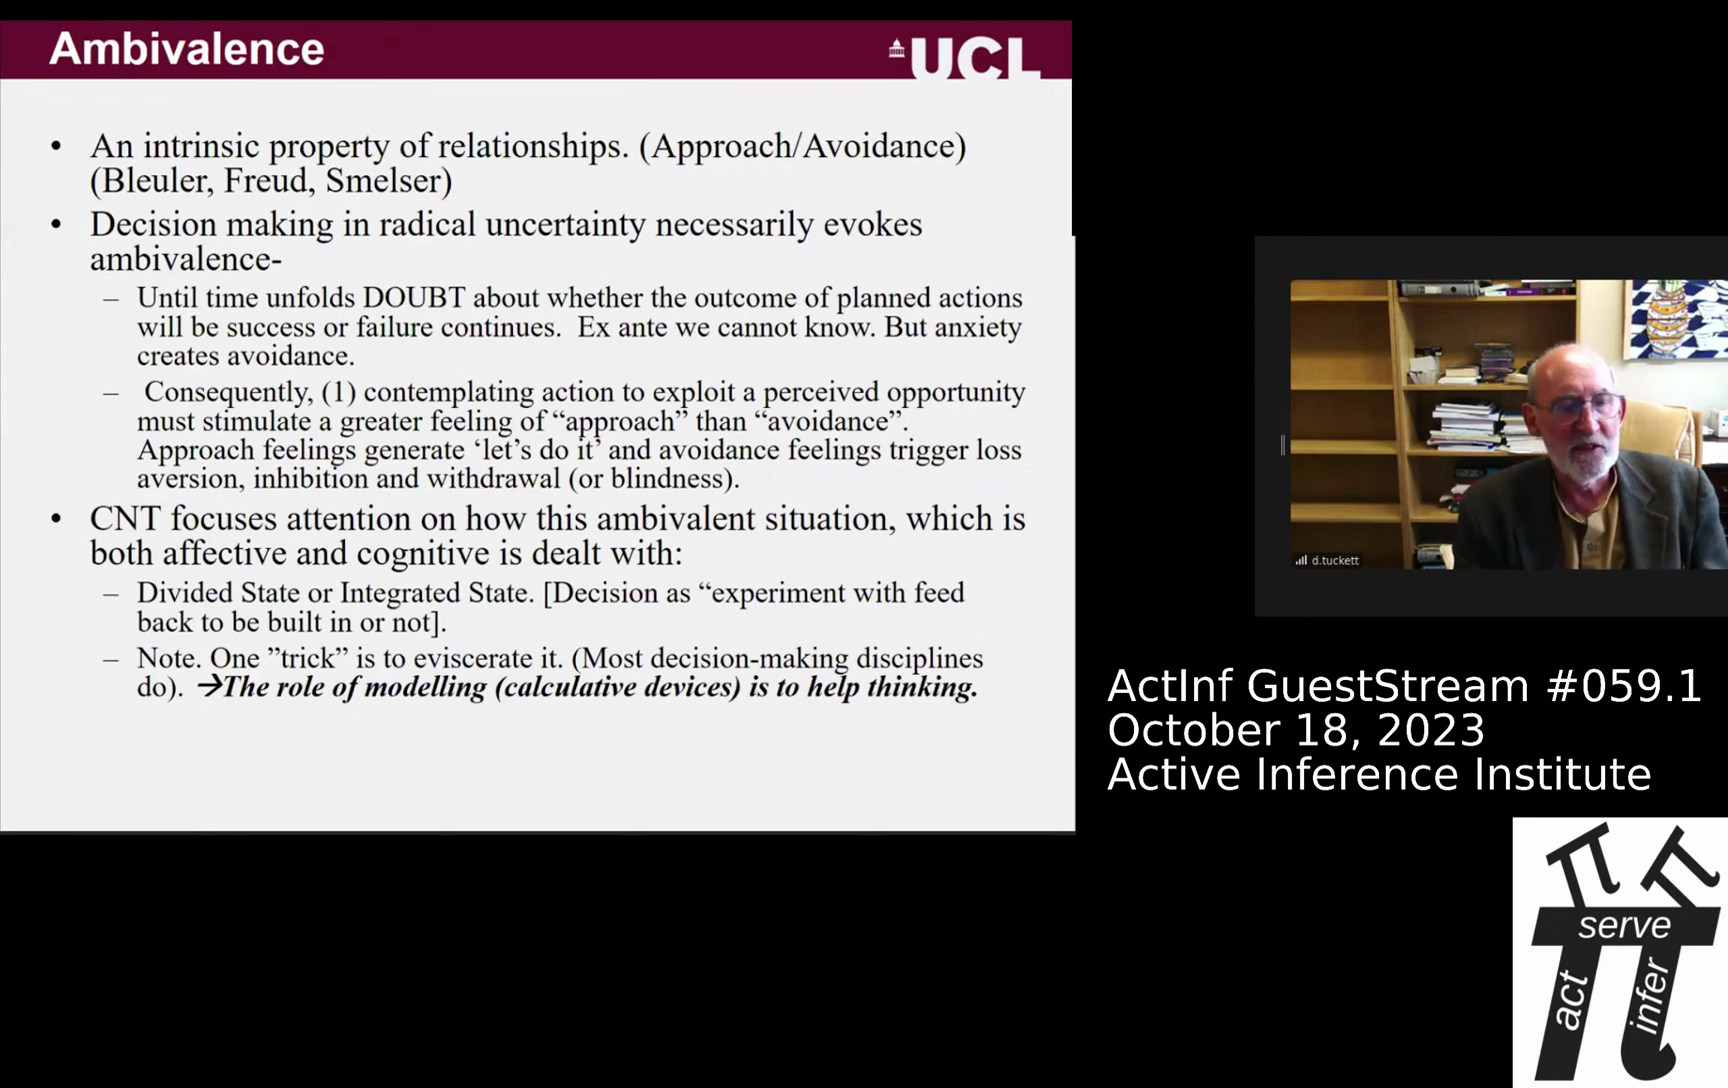 Ambivalence
UCL
• An intrinsic property of relationships. (Approach/Avoidance)
(Bleuler, Freud, Smelser)
• Decision making in radical uncertainty necessarily evokes
ambivalence-
– Until time unfolds DOUBT about whether the outcome of planned actions
will be success or failure continues.  Ex ante we cannot know. But anxiety
creates avoidance.
– Consequently, (1) contemplating action to exploit a perceived opportunity
must stimulate a greater feeling of “approach” than “avoidance”.
Approach feelings generate ‘let’s do it’ and avoidance feelings trigger loss
aversion, inhibition and withdrawal (or blindness).
• CNT focuses attention on how this ambivalent situation, which is
both affective and cognitive is dealt with:
– Divided State or Integrated State. [Decision as “experiment with feed
back to be built in or not].
– Note. One ”trick” is to eviscerate it. (Most decision-making disciplines
do). →The role of modelling (calculative devices) is to help thinking.
d.tuckett
ActInf GuestStream #059.1
October 18, 2023
Active Inference Institute
serve
act
infer